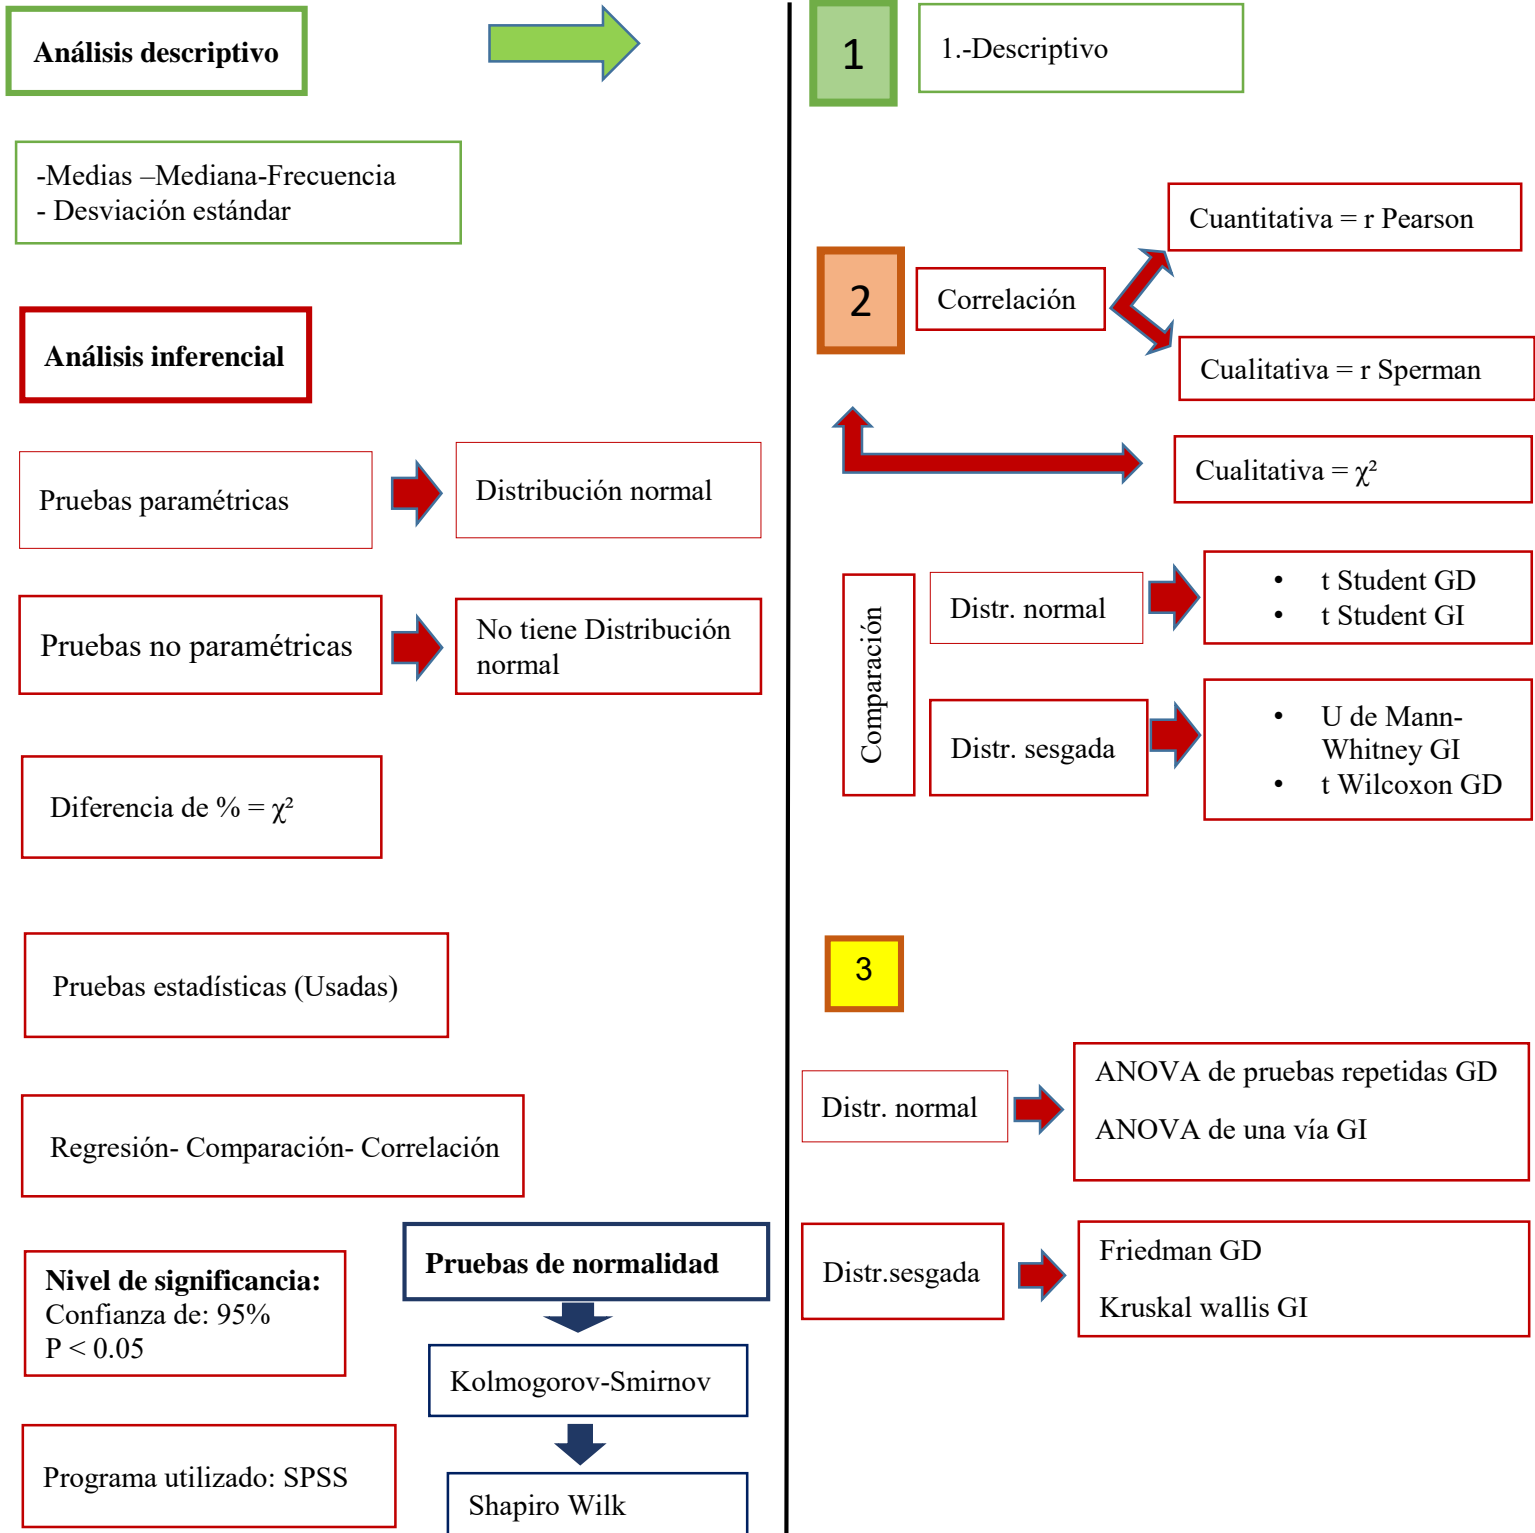 Análisis descriptivo
-Medias –Mediana-Frecuencia
- Desviación estándar
Análisis inferencial
Pruebas paramétricas
Distribución normal
Pruebas no paramétricas
No tiene Distribución
normal
Diferencia de % = χ²
Pruebas estadísticas (Usadas)
Regresión- Comparación- Correlación
Nivel de significancia:
Confianza de: 95%
P < 0.05
Programa utilizado: SPSS
Pruebas de normalidad
Kolmogorov-Smirnov
Shapiro Wilk
1
1.-Descriptivo
2
Correlación
Cuantitativa = r Pearson
Cualitativa = r Sperman
Cualitativa = χ²
Comparación
Distr. normal
• t Student GD
• t Student GI
Distr. sesgada
• U de Mann-
Whitney GI
• t Wilcoxon GD
3
Distr. normal
ANOVA de pruebas repetidas GD
ANOVA de una vía GI
Distr.sesgada
Friedman GD
Kruskal wallis GI